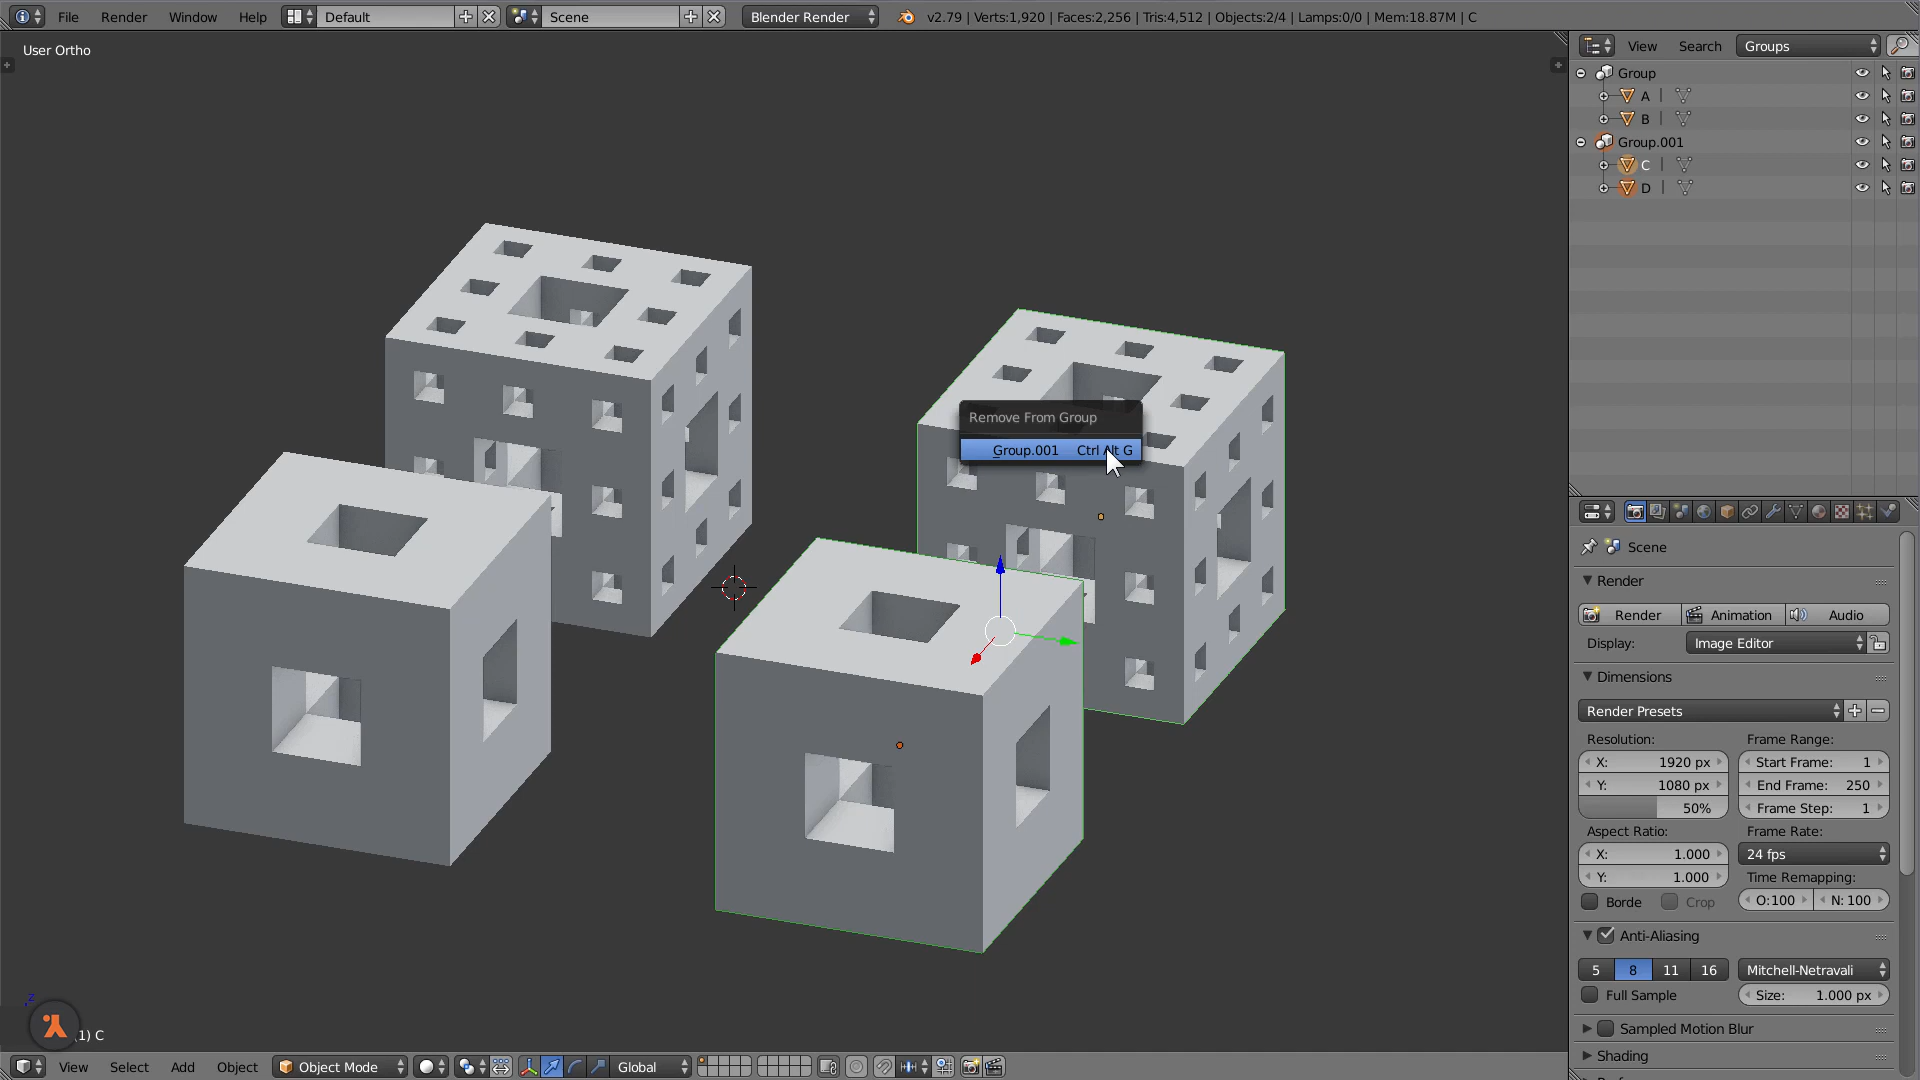 File Render Window Help Default Scene Blender Render v2.79 | Verts:1,920 | Faces:2,256 | Tris:4,512 | Objects:2/4 | Lamps:0/0 | Mem:18.87M | C
User Ortho
View Search Groups
Group
A
B
Group.001
C
D
Remove From Group
Group.001 Ctrl Alt G
Scene
Render
Render Animation Audio
Display: Image Editor
Dimensions
Render Presets
Resolution: Frame Range:
X: 1920 px Start Frame: 1
Y: 1080 px End Frame: 250
50% Frame Step: 1
Aspect Ratio: Frame Rate:
X: 1.000 24 fps
Y: 1.000 Time Remapping:
Borde Crop O:100 N: 100
Anti-Aliasing
5 8 11 16 Mitchell-Netravali
Full Sample Size: 1.000 px
Sampled Motion Blur
Shading
z
1) C
View Select Add Object Object Mode Global